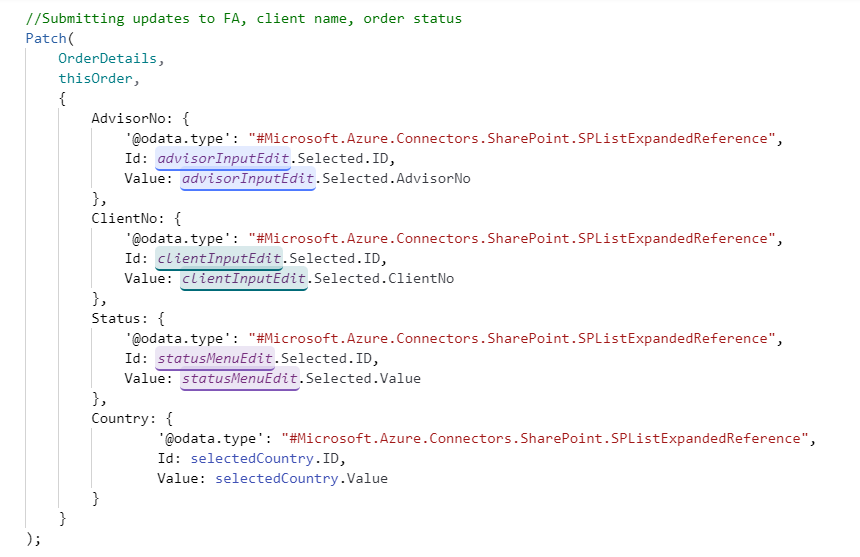 //Submitting updates to FA, client name, order status
Patch(
OrderDetails,
thisOrder,
{
AdvisorNo: {
'@odata.type': "#Microsoft.Azure.Connectors.SharePoint.SPListExpandedReference",
Id: advisorInputEdit.Selected.ID,
Value: advisorInputEdit.Selected.AdvisorNo
},
ClientNo: {
'@odata.type': "#Microsoft.Azure.Connectors.SharePoint.SPListExpandedReference",
Id: clientInputEdit.Selected.ID,
Value: clientInputEdit.Selected.ClientNo
},
Status: {
'@odata.type': "#Microsoft.Azure.Connectors.SharePoint.SPListExpandedReference",
Id: statusMenuEdit.Selected.ID,
Value: statusMenuEdit.Selected.Value
},
Country: {
'@odata.type': "#Microsoft.Azure.Connectors.SharePoint.SPListExpandedReference",
Id: selectedCountry.ID,
Value: selectedCountry.Value
}
}
);